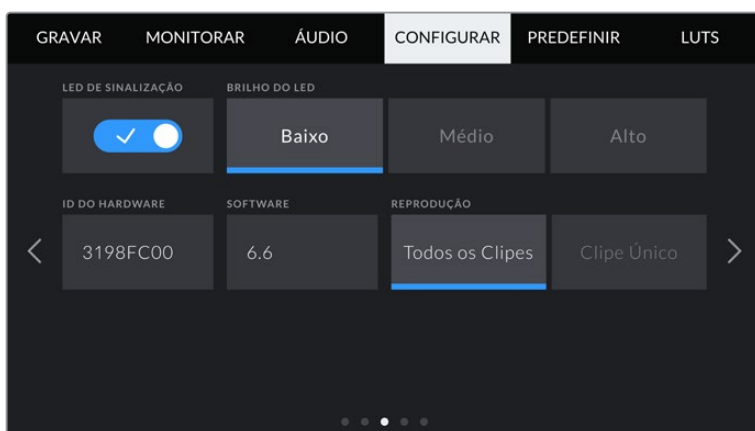 GRAVAR MONITORAR ÁUDIO CONFIGURAR PREDEFINIR LUTS
LED DE SINALIZAÇÃO BRILHO DO LED
Baixo Médio Alto
ID DO HARDWARE SOFTWARE REPRODUÇÃO
3198FC00 6.6 Todos os Clipes Clipe Único